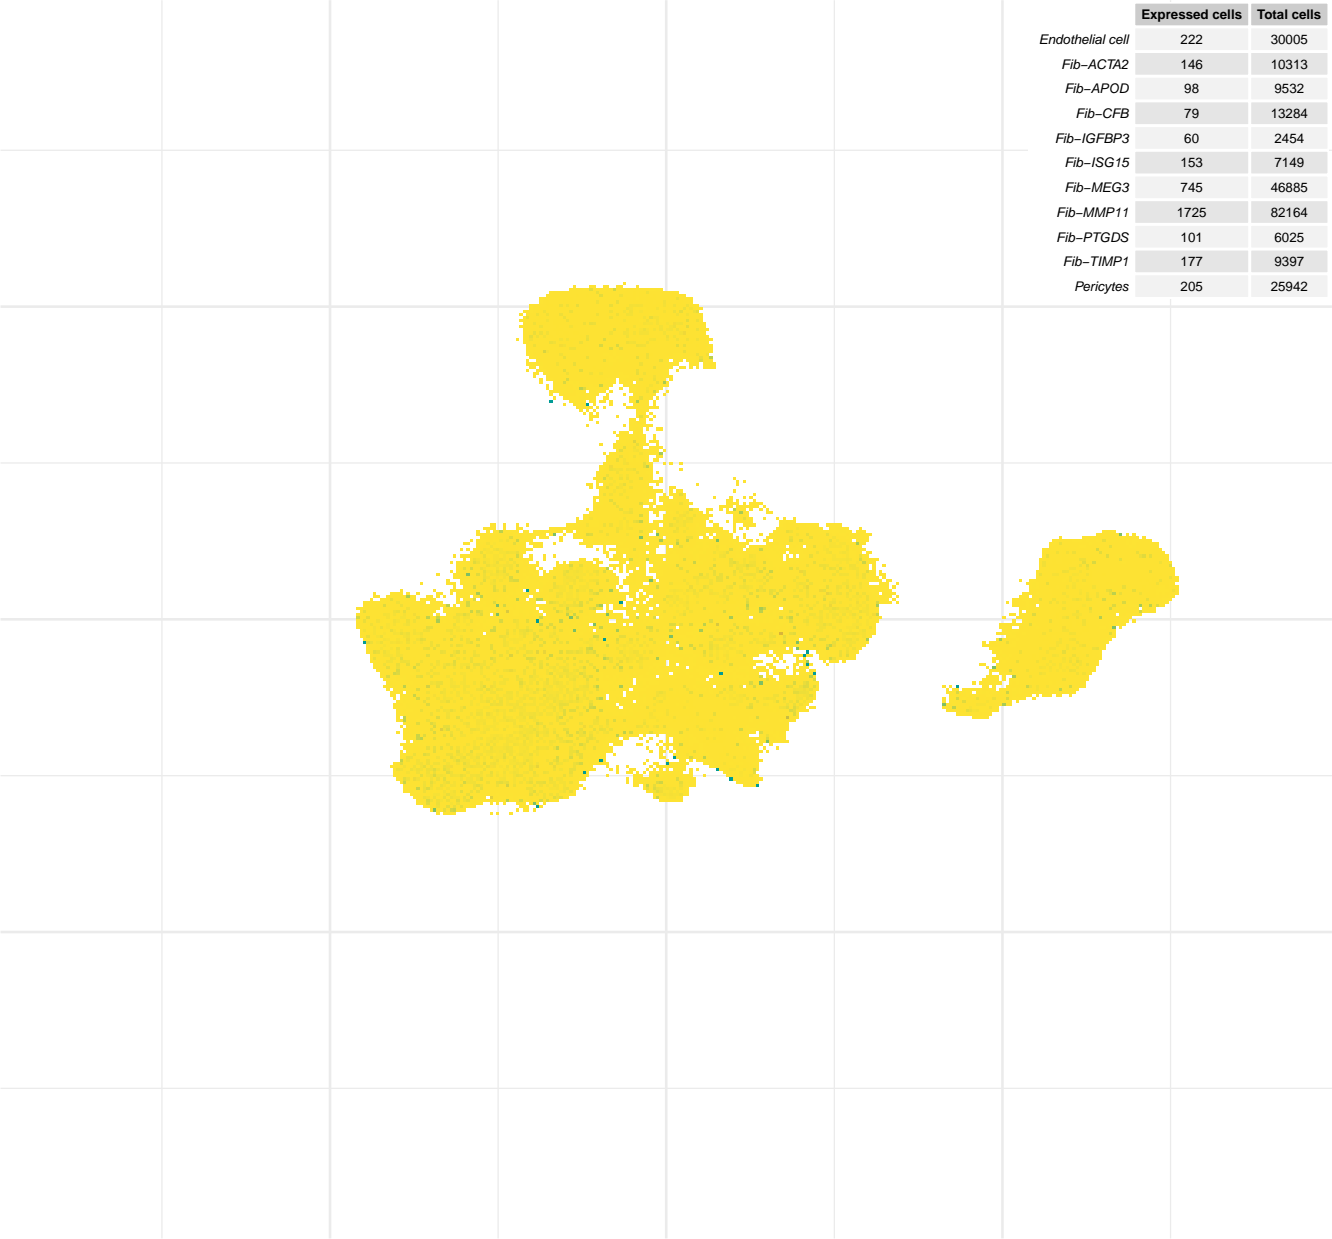 Expressed cells Total cells
Endothelial cell 222 30005
Fib−ACTA2 146 10313
Fib−APOD 98 9532
Fib−CFB 79 13284
Fib−IGFBP3 60 2454
Fib−ISG15 153 7149
Fib−MEG3 745 46885
Fib−MMP11 1725 82164
Fib−PTGDS 101 6025
Fib−TIMP1 177 9397
Pericytes 205 25942